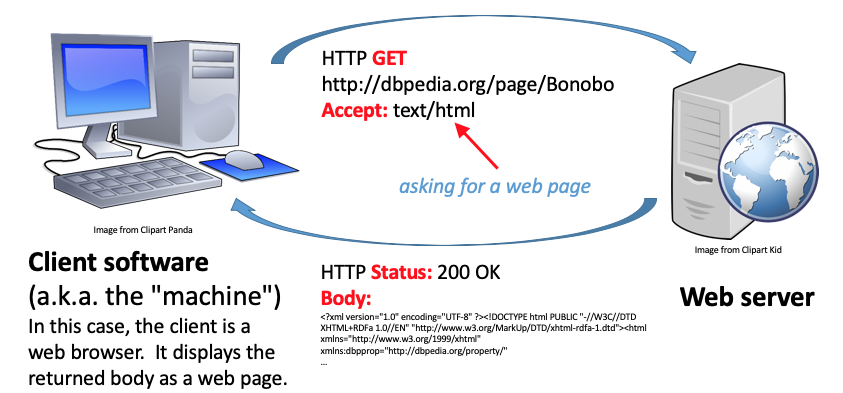 HTTP GET
http://dbpedia.org/page/Bonobo
Accept: text/html
asking for a web page
Image from Clipart Panda
Image from Clipart Kid
Client software
(a.k.a. the "machine")
In this case, the client is a
web browser.  It displays the
returned body as a web page.
HTTP Status: 200 OK
Body:
<?xml version="1.0" encoding="UTF-8" ?><!DOCTYPE html PUBLIC "-//W3C//DTD
XHTML+RDFa 1.0//EN" "http://www.w3.org/MarkUp/DTD/xhtml-rdfa-1.dtd"><html
xmlns="http://www.w3.org/1999/xhtml"
xmlns:dbpprop="http://dbpedia.org/property/"
...
Web server